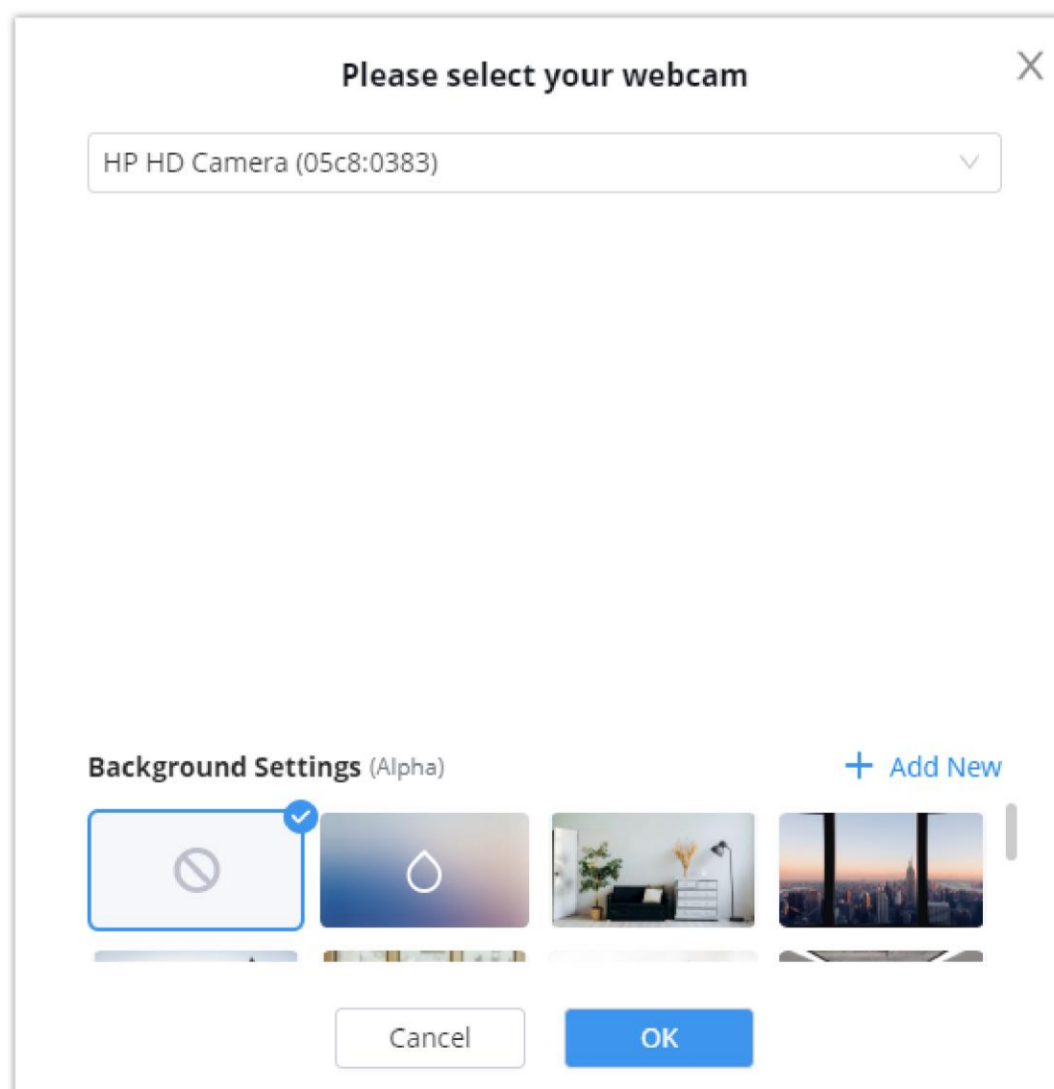 Please select your webcam
HP HD Camera (05c8:0383)
Background Settings (Alpha)
+ Add New
Cancel
OK